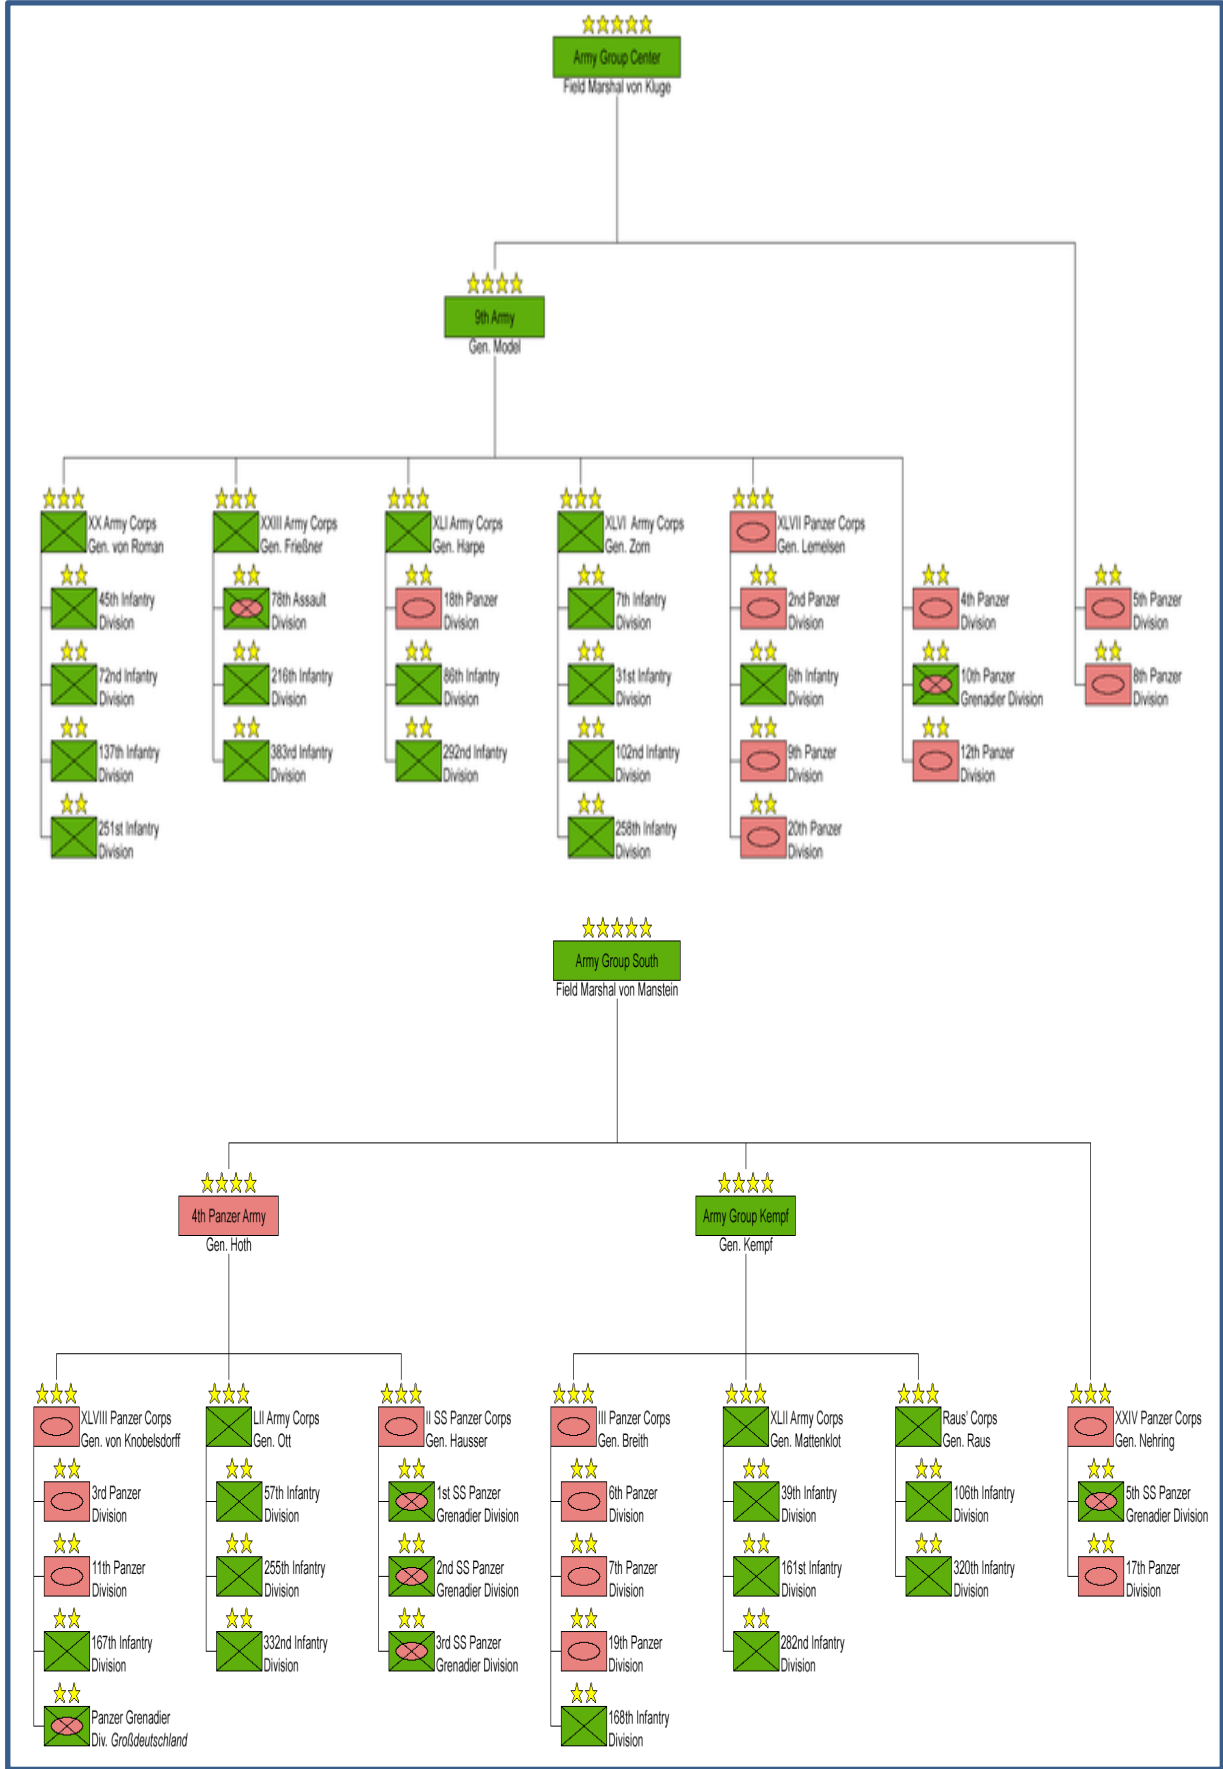 Army Group Center
Field Marshal von Kluge
9th Army
Gen. Model
XX Army Corps
Gen. von Roman
45th Infantry
Division
72nd Infantry
Division
137th Infantry
Division
251st Infantry
Division
XXIII Army Corps
Gen. Frießner
78th Assault
Division
216th Infantry
Division
383rd Infantry
Division
XLI Army Corps
Gen. Harpe
18th Panzer
Division
86th Infantry
Division
292nd Infantry
Division
XLVI Army Corps
Gen. Zorn
7th Infantry
Division
31st Infantry
Division
102nd Infantry
Division
258th Infantry
Division
XLVII Panzer Corps
Gen. Lemelsen
2nd Panzer
Division
6th Infantry
Division
9th Panzer
Division
20th Panzer
Division
4th Panzer
Division
10th Panzer
Grenadier Division
12th Panzer
Division
5th Panzer
Division
8th Panzer
Division
Army Group South
Field Marshal von Manstein
4th Panzer Army
Gen. Hoth
Army Group Kempf
Gen. Kempf
XLVIII Panzer Corps
Gen. von Knobelsdorff
3rd Panzer
Division
11th Panzer
Division
167th Infantry
Division
Panzer Grenadier
Div. Großdeutschland
LII Army Corps
Gen. Ott
57th Infantry
Division
255th Infantry
Division
332nd Infantry
Division
II SS Panzer Corps
Gen. Hausser
1st SS Panzer
Grenadier Division
2nd SS Panzer
Grenadier Division
3rd SS Panzer
Grenadier Division
III Panzer Corps
Gen. Breith
6th Panzer
Division
7th Panzer
Division
19th Panzer
Division
168th Infantry
Division
XLII Army Corps
Gen. Mattenklot
39th Infantry
Division
161st Infantry
Division
282nd Infantry
Division
Raus' Corps
Gen. Raus
106th Infantry
Division
320th Infantry
Division
XXIV Panzer Corps
Gen. Nehring
5th SS Panzer
Grenadier Division
17th Panzer
Division